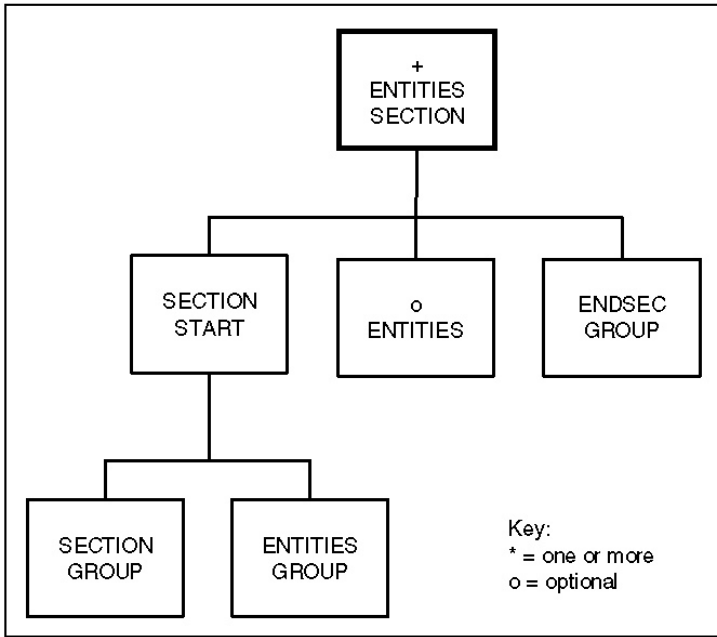 +
ENTITIES
SECTION
SECTION
START
o
ENTITIES
ENDSEC
GROUP
SECTION
GROUP
ENTITIES
GROUP
Key:
* = one or more
o = optional